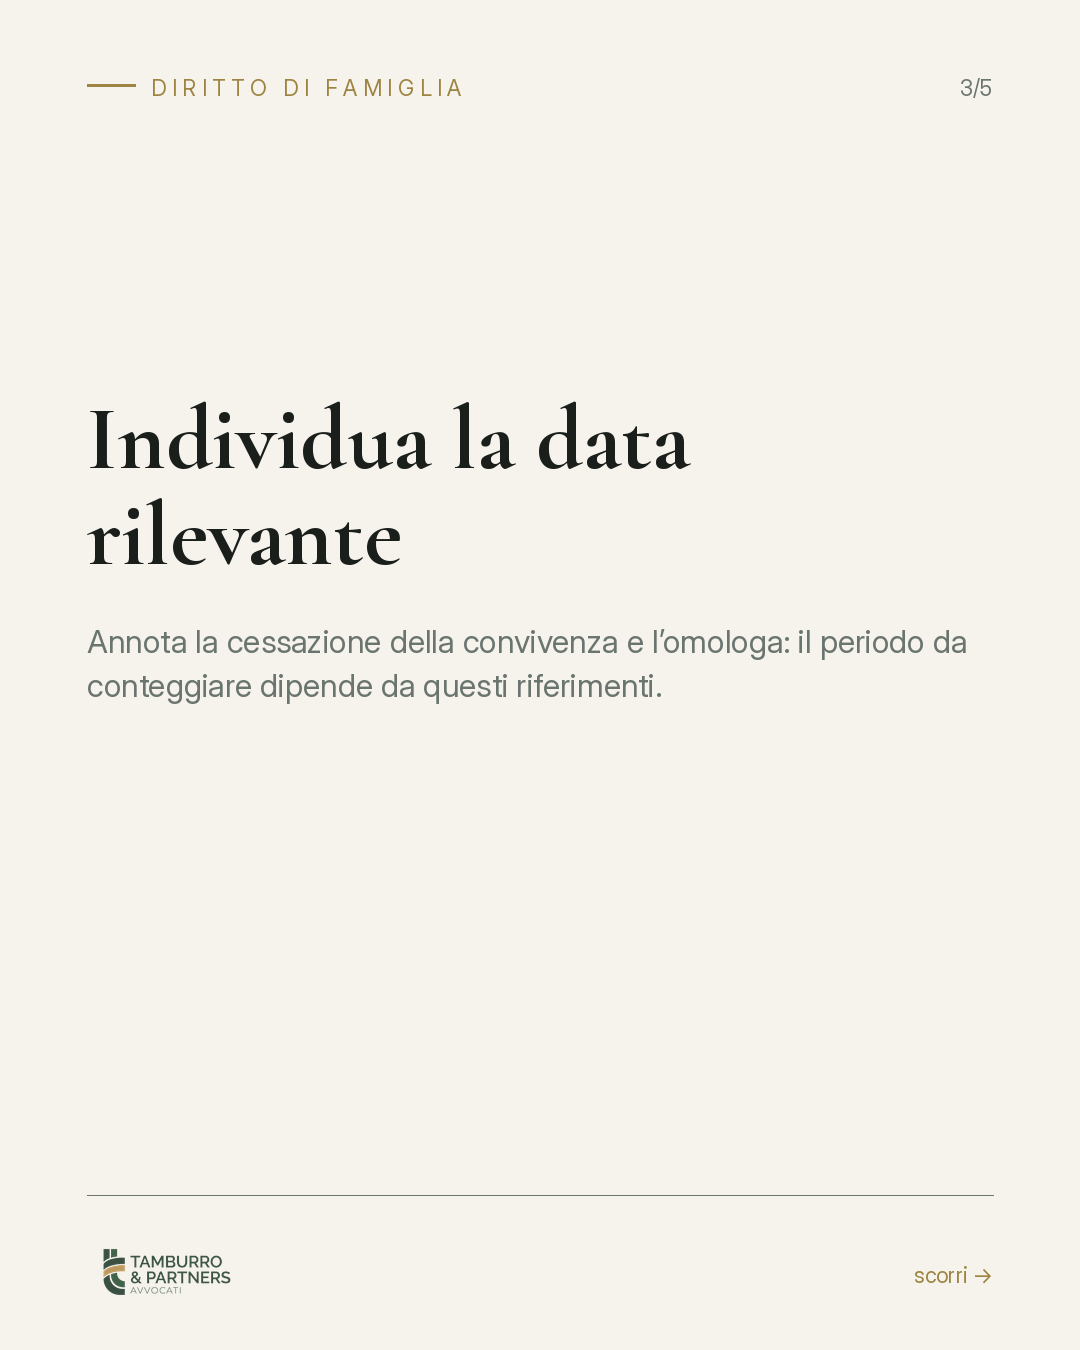 DIRITTO DI FAMIGLIA
3/5
Individua la data
rilevante
Annota la cessazione della convivenza e l’omologa: il periodo da
conteggiare dipende da questi riferimenti.
TAMBURRO
& PARTNERS
AVVOCATI
scorri →